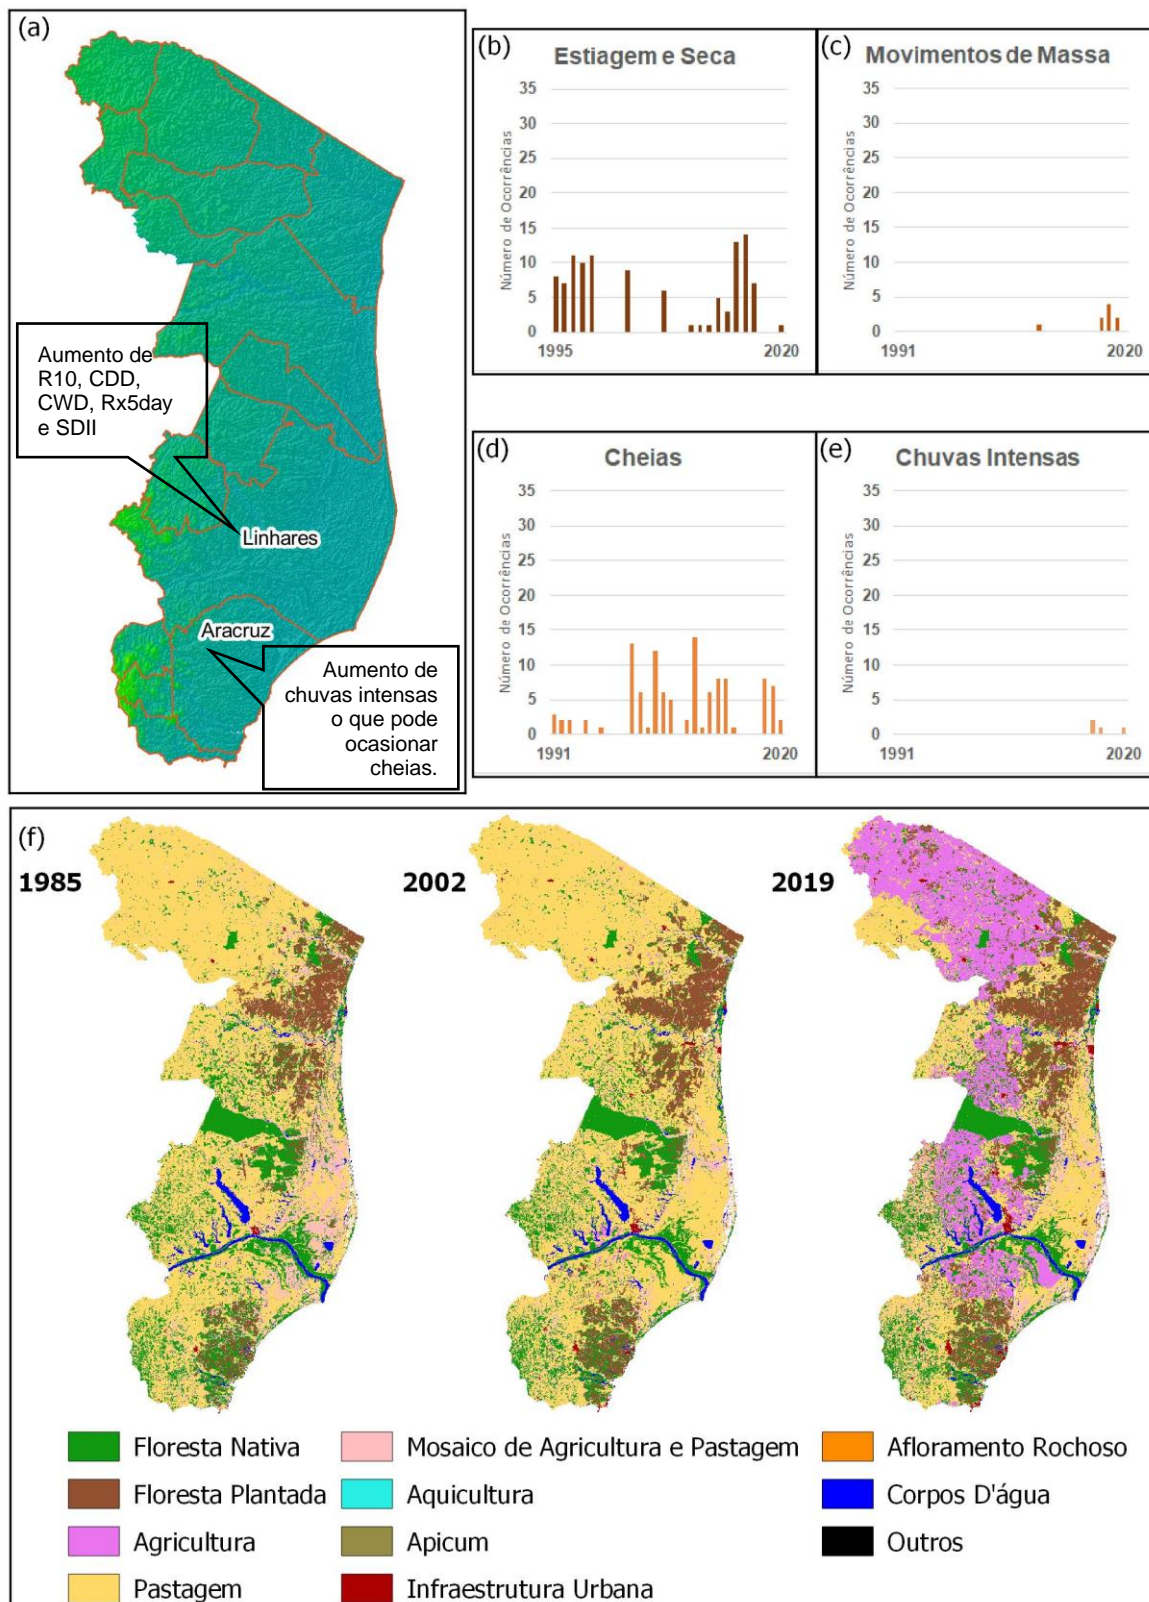 (a)
Aumento de
R10, CDD,
CWD, Rx5day
e SDII
Linhares
Aracruz
Aumento de
chuvas intensas
o que pode
ocasionar
cheias.
(b)
Estiagem e Seca
Número de Ocorrências
35
30
25
20
15
10
5
0
1995
2020
(c)
Movimentos de Massa
Número de Ocorrências
35
30
25
20
15
10
5
0
1991
2020
(d)
Cheias
Número de Ocorrências
35
30
25
20
15
10
5
0
1991
2020
(e)
Chuvas Intensas
Número de Ocorrências
35
30
25
20
15
10
5
0
1991
2020
(f)
1985
2002
2019
Floresta Nativa
Floresta Plantada
Agricultura
Pastagem
Mosaico de Agricultura e Pastagem
Aquicultura
Apicum
Infraestrutura Urbana
Afloramento Rochoso
Corpos D'água
Outros